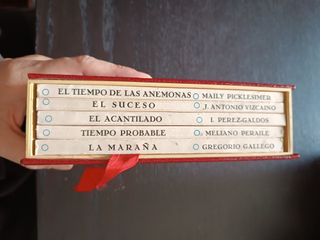 EL TIEMPO DE LAS ANEMONAS MAILY PICKLESIMER
EL SUCESO J. ANTONIO VIZCAINO
EL ACANTILADO I. PEREZ-GALDOS
TIEMPO PROBABLE MELIANO PERAILE
LA MARAÑA GREGORIO GALLEGO